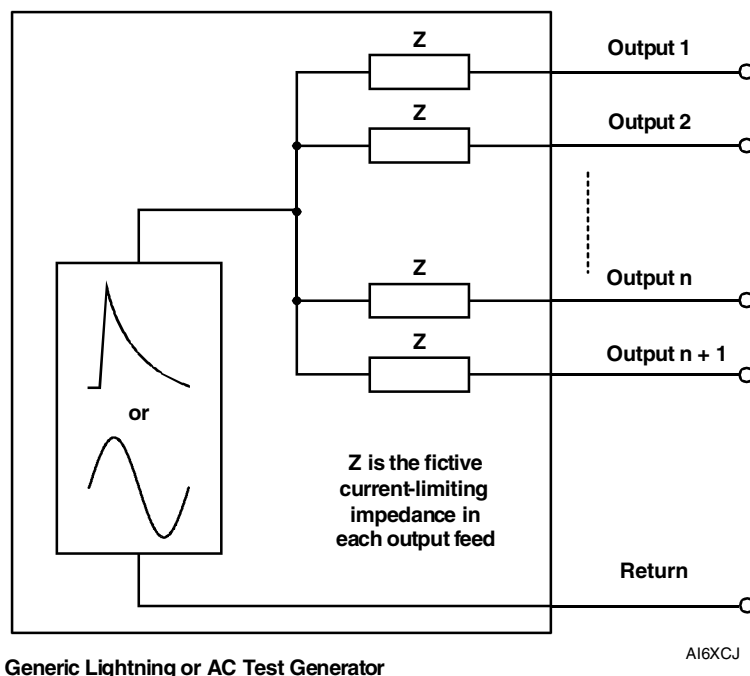 Z
Output 1
Z
Output 2
Z
Output n
Z
Output n + 1
or
Z is the fictive
current-limiting
impedance in
each output feed
Return
AI6XCJ
Generic Lightning or AC Test Generator